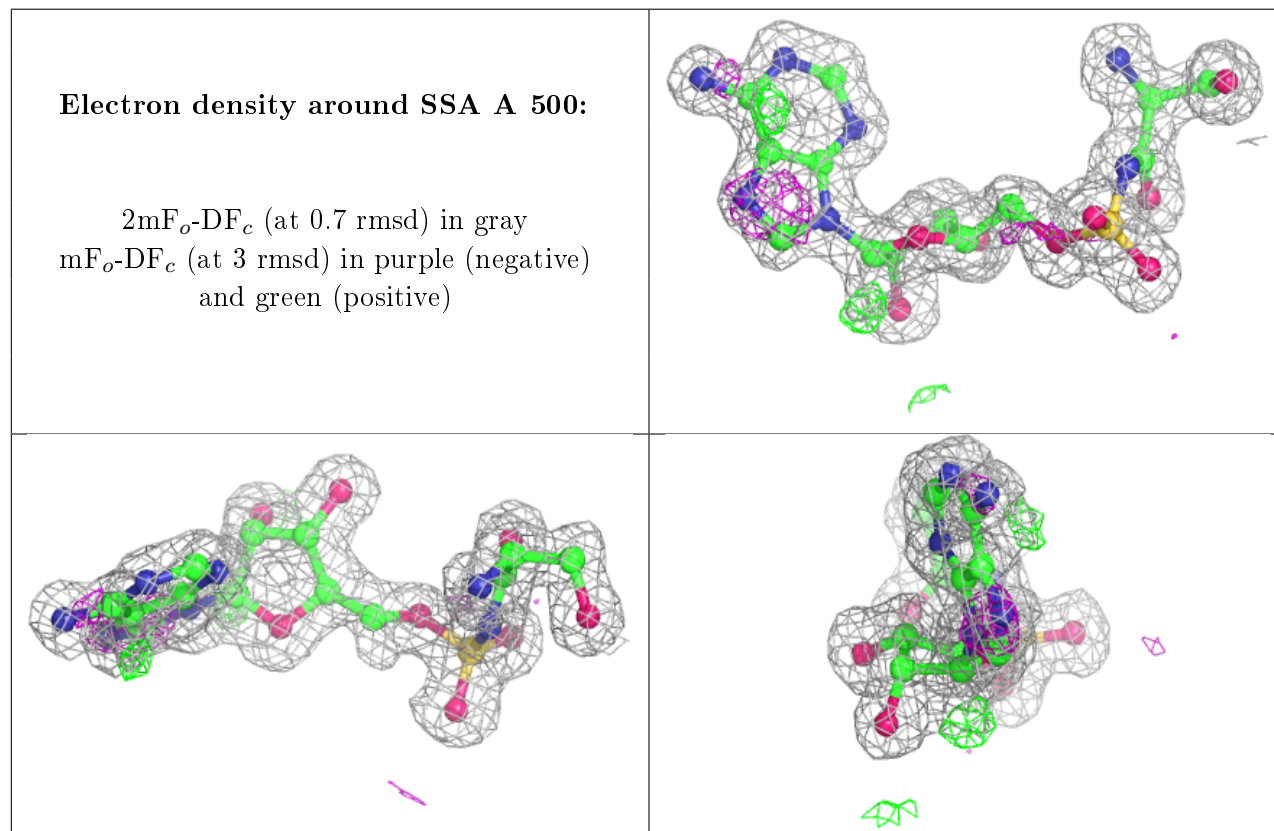 Electron density around SSA A 500:
2mFₒ-DF𝒸 (at 0.7 rmsd) in gray
mFₒ-DF𝒸 (at 3 rmsd) in purple (negative)
and green (positive)